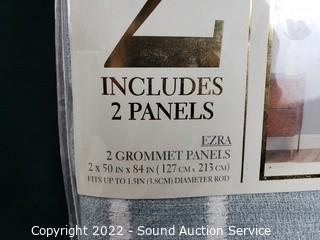 2
INCLUDES
2 PANELS
EZRA
2 GROMMET PANELS
2 x 50 IN x 84 IN (127 CM x 213 CM)
FITS UP TO 1.5IN (3.8CM) DIAMETER ROD
Copyright 2022 - Sound Auction Service